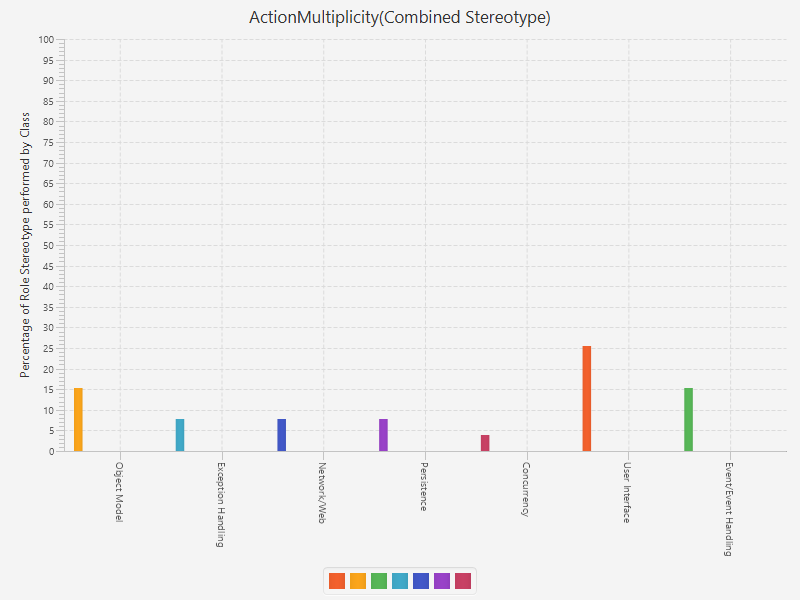 ActionMultiplicity(Combined Stereotype)
Percentage of Role Stereotype performed by Class
100
95
90
85
80
75
70
65
60
55
50
45
40
35
30
25
20
15
10
5
0
Object Model
Exception Handling
Network/Web
Persistence
Concurrency
User Interface
Event/Event Handling